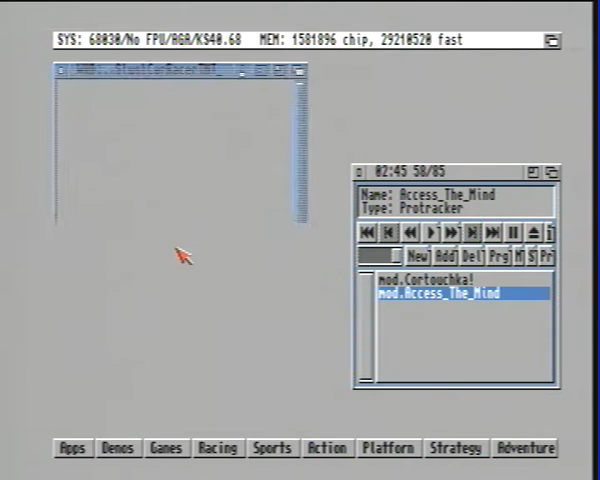 SYS: 68030/No FPU/AGA/KS40.68 MEM: 1581896 chip, 29210520 fast
02:45 58/85
Name: Access_The_Mind
Type: Protracker
New Add Del Prg M S Pr
mod.Cortouchka!
mod.Access_The_Mind
Apps Demos Games Racing Sports Action Platform Strategy Adventure